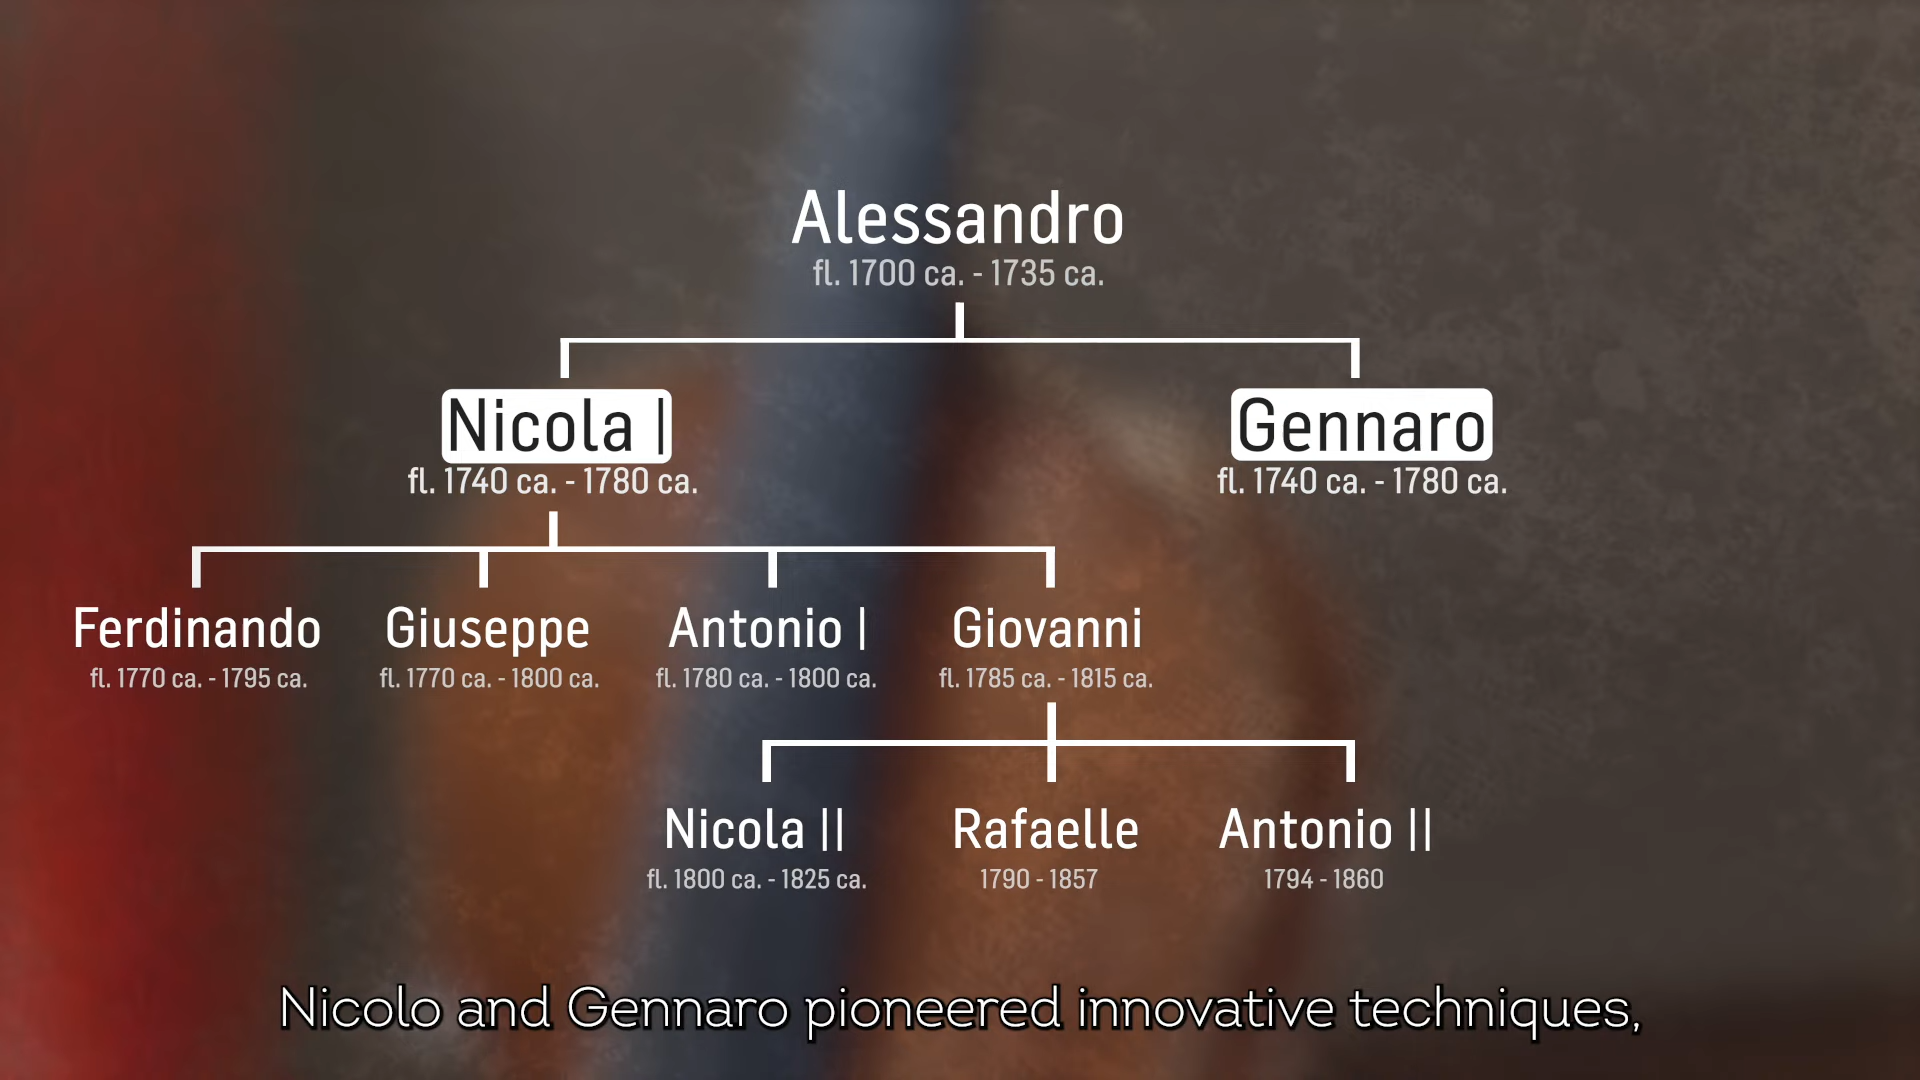 Alessandro
fl. 1700 ca. - 1735 ca.
Nicola | Gennaro
fl. 1740 ca. - 1780 ca. fl. 1740 ca. - 1780 ca.
Ferdinando Giuseppe Antonio | Giovanni
fl. 1770 ca. - 1795 ca. fl. 1770 ca. - 1800 ca. fl. 1780 ca. - 1800 ca. fl. 1785 ca. - 1815 ca.
Nicola || Rafaelle Antonio ||
fl. 1800 ca. - 1825 ca. 1790 - 1857 1794 - 1860
Nicolo and Gennaro pioneered innovative techniques,